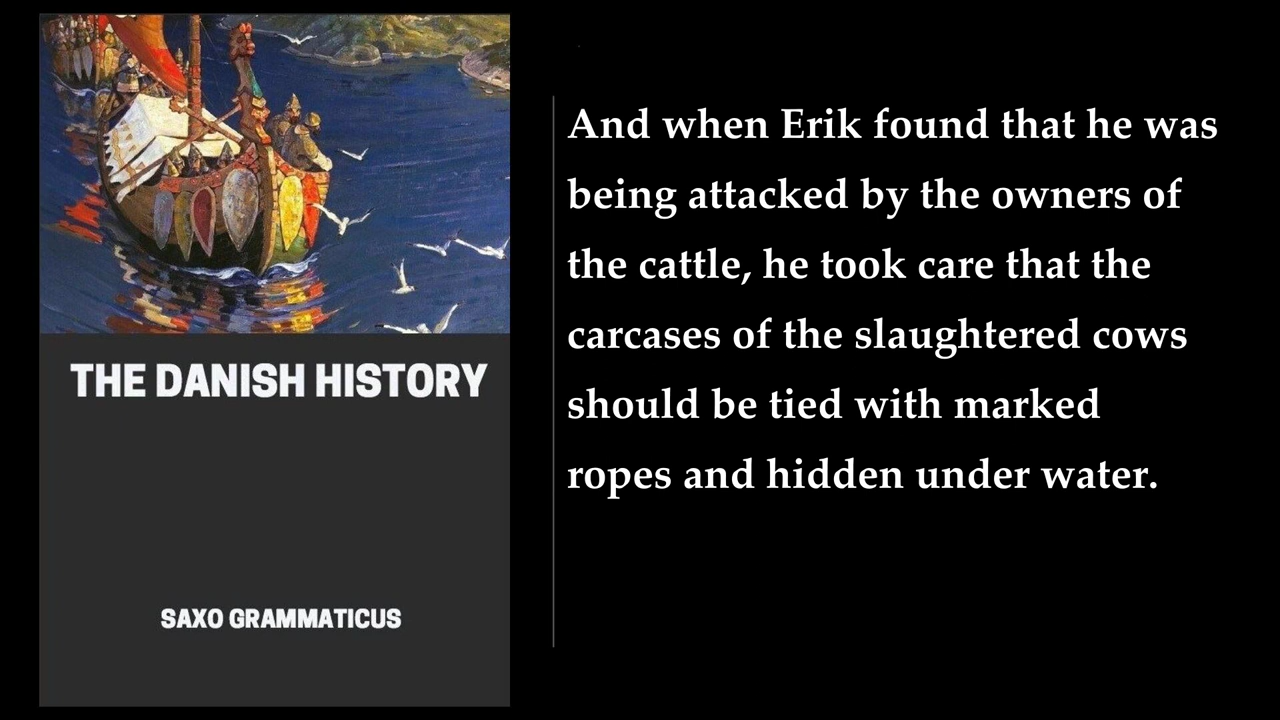 THE DANISH HISTORY
SAXO GRAMMATICUS
And when Erik found that he was
being attacked by the owners of
the cattle, he took care that the
carcases of the slaughtered cows
should be tied with marked
ropes and hidden under water.